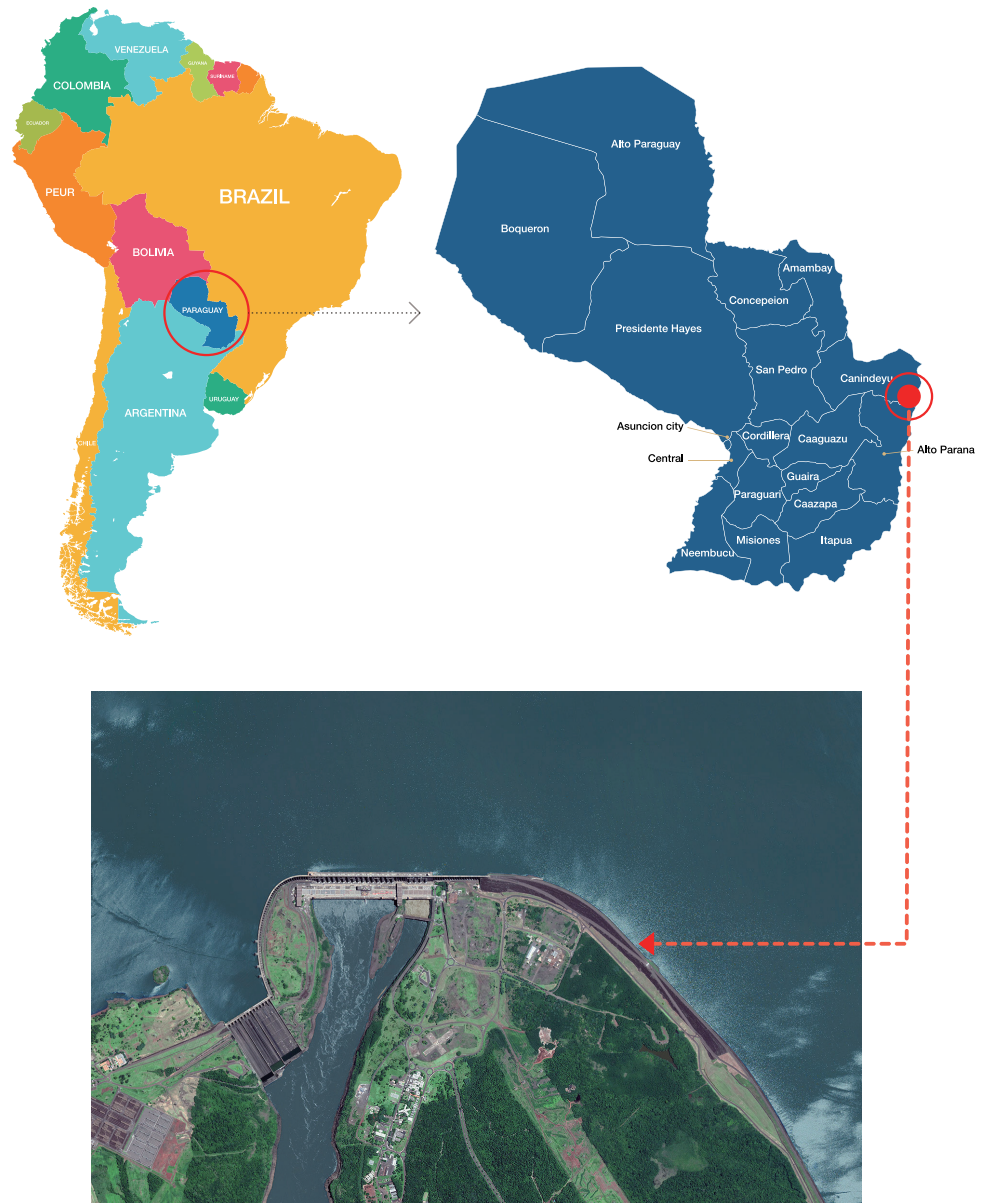 VENEZUELA
GUYANA
SURINAME
COLOMBIA
ECUADOR
PEUR
BRAZIL
BOLIVIA
PARAGUAY
URUGUAY
ARGENTINA
CHILE
Alto Paraguay
Boqueron
Amambay
Concepeion
Presidente Hayes
San Pedro
Canindeyu
Asuncion city
Cordillera
Caaguazu
Alto Parana
Central
Guaira
Paraguari
Caazapa
Misiones
Itapua
Neembucu